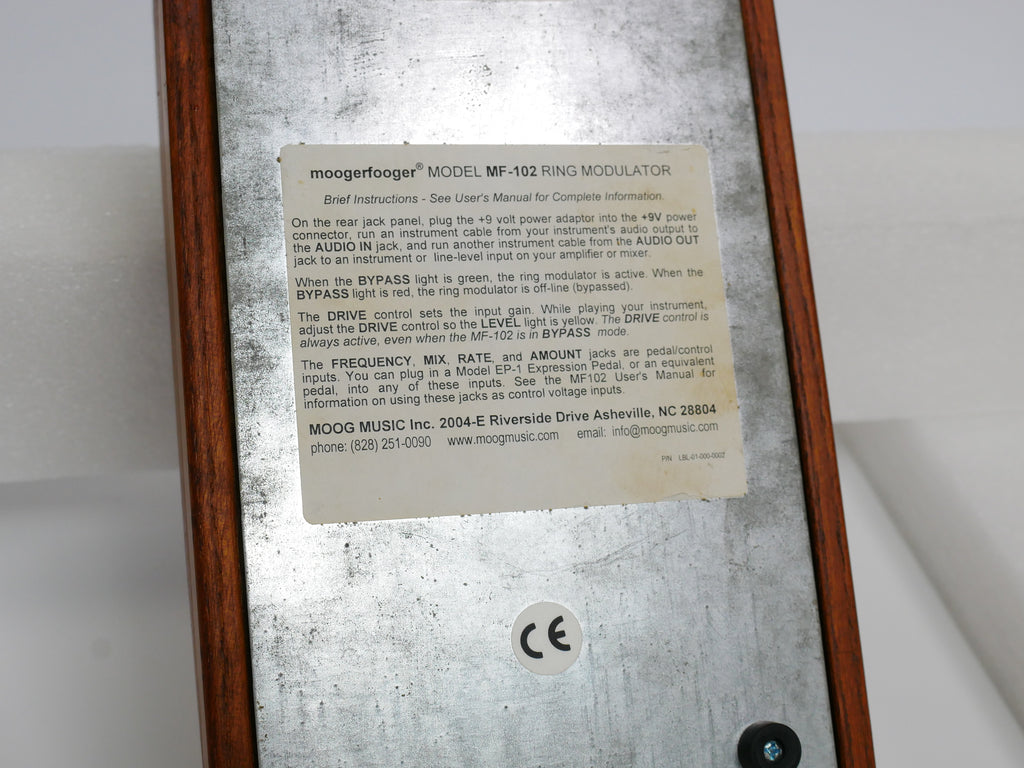 moogerfooger® MODEL MF-102 RING MODULATOR
Brief Instructions - See User's Manual for Complete Information.
On the rear jack panel, plug the +9 volt power adaptor into the +9V power
connector, run an instrument cable from your instrument's audio output to
the AUDIO IN jack, and run another instrument cable from the AUDIO OUT
jack to an instrument or line-level input on your amplifier or mixer.
When the BYPASS light is green, the ring modulator is active. When the
BYPASS light is red, the ring modulator is off-line (bypassed).
The DRIVE control sets the input gain. While playing your instrument,
adjust the DRIVE control so the LEVEL light is yellow. The DRIVE control is
always active, even when the MF-102 is in BYPASS mode.
The FREQUENCY, MIX, RATE, and AMOUNT jacks are pedal/control
inputs. You can plug in a Model EP-1 Expression Pedal, or an equivalent
pedal, into any of these inputs. See the MF102 User's Manual for
information on using these jacks as control voltage inputs.
MOOG MUSIC Inc. 2004-E Riverside Drive Asheville, NC 28804
phone: (828) 251-0090 www.moogmusic.com email: info@moogmusic.com
P/N LBL-01-000-0002
CE